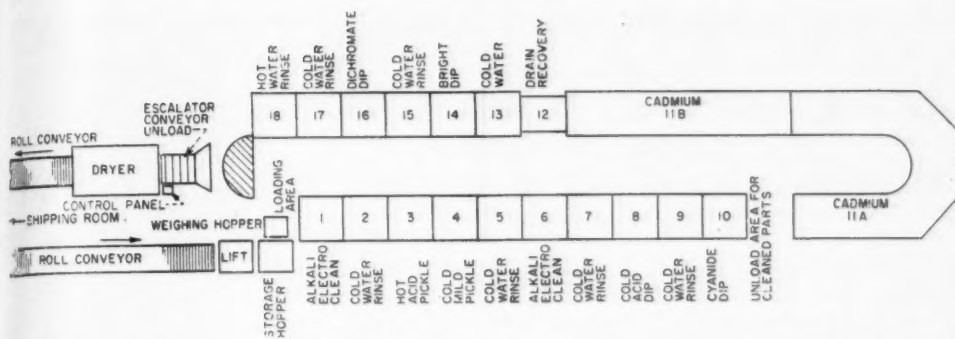 HOT
WATER
RINSE
COLD
WATER
RINSE
DICHROMATE
DIP
COLD
WATER
RINSE
BRIGHT
DIP
COLD
WATER
DRAIN
RECOVERY
18
17
16
15
14
13
12
CADMIUM
11B
ESCALATOR
CONVEYOR
UNLOAD
ROLL CONVEYOR
DRYER
CONTROL PANEL
SHIPPING ROOM
WEIGHING HOPPER
LOADING
AREA
ROLL CONVEYOR
LIFT
STORAGE
HOPPER
1
2
3
4
5
6
7
8
9
10
UNLOAD AREA FOR
CLEANED PARTS
CADMIUM
11A
ALKALI
ELECTRO
CLEAN
COLD
WATER
RINSE
HOT
ACID
PICKLE
COLD
MILD
PICKLE
COLD
WATER
RINSE
ALKALI
ELECTRO
CLEAN
COLD
WATER
RINSE
COLD
ACID
DIP
COLD
WATER
RINSE
CYANIDE
DIP